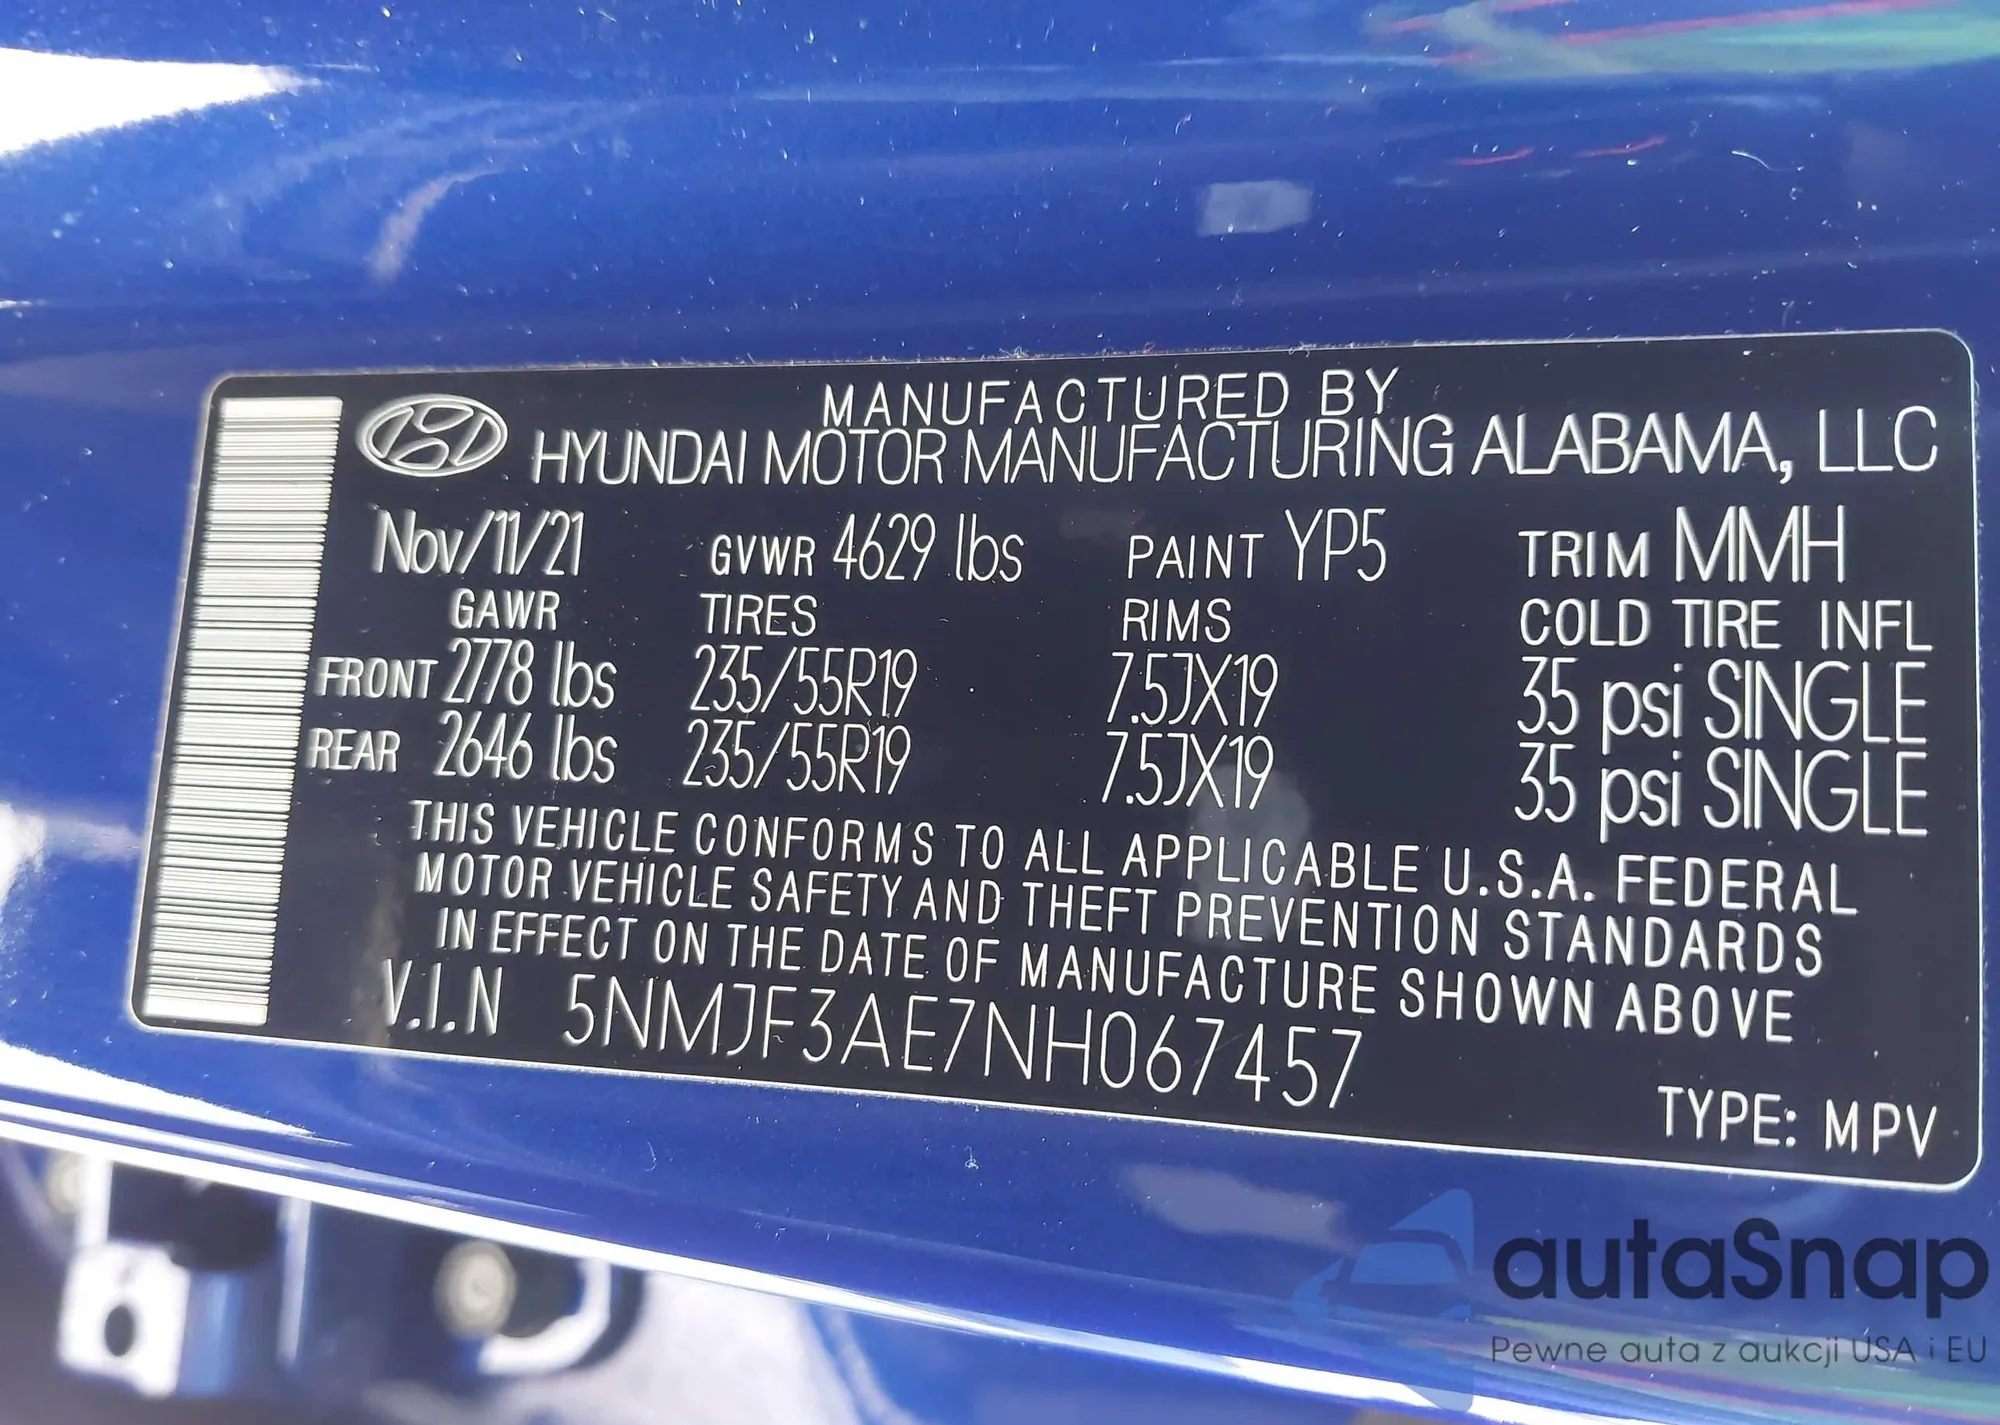 MANUFACTURED BY
HYUNDAI MOTOR MANUFACTURING ALABAMA, LLC
Nov/11/21 GVWR 4629 lbs PAINT YP5 TRIM MMH
GAWR TIRES RIMS COLD TIRE INFL
FRONT 2778 lbs 235/55R19 7.5JX19 35 psi SINGLE
REAR 2646 lbs 235/55R19 7.5JX19 35 psi SINGLE
THIS VEHICLE CONFORMS TO ALL APPLICABLE U.S.A. FEDERAL
MOTOR VEHICLE SAFETY AND THEFT PREVENTION STANDARDS
IN EFFECT ON THE DATE OF MANUFACTURE SHOWN ABOVE
V.I.N 5NMJF3AE7NH067457
TYPE: MPV
autaSnap
Pewne auta z aukcji USA i EU